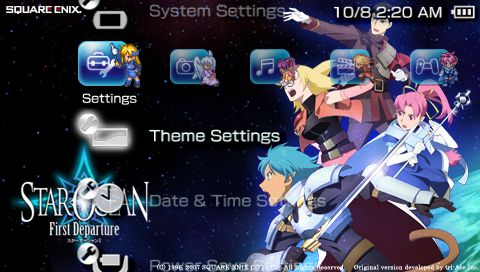 SQUARE ENIX.
System Settings
10/8 2:20 AM
Settings
Theme Settings
STAR OCEAN
First Departure
スターオーシャン1
Date & Time Settings
Power Save Settings
(C) 1996, 2007 SQUARE ENIX CO., LTD. All Rights Reserved. Original version developed by tri-Ace Inc.